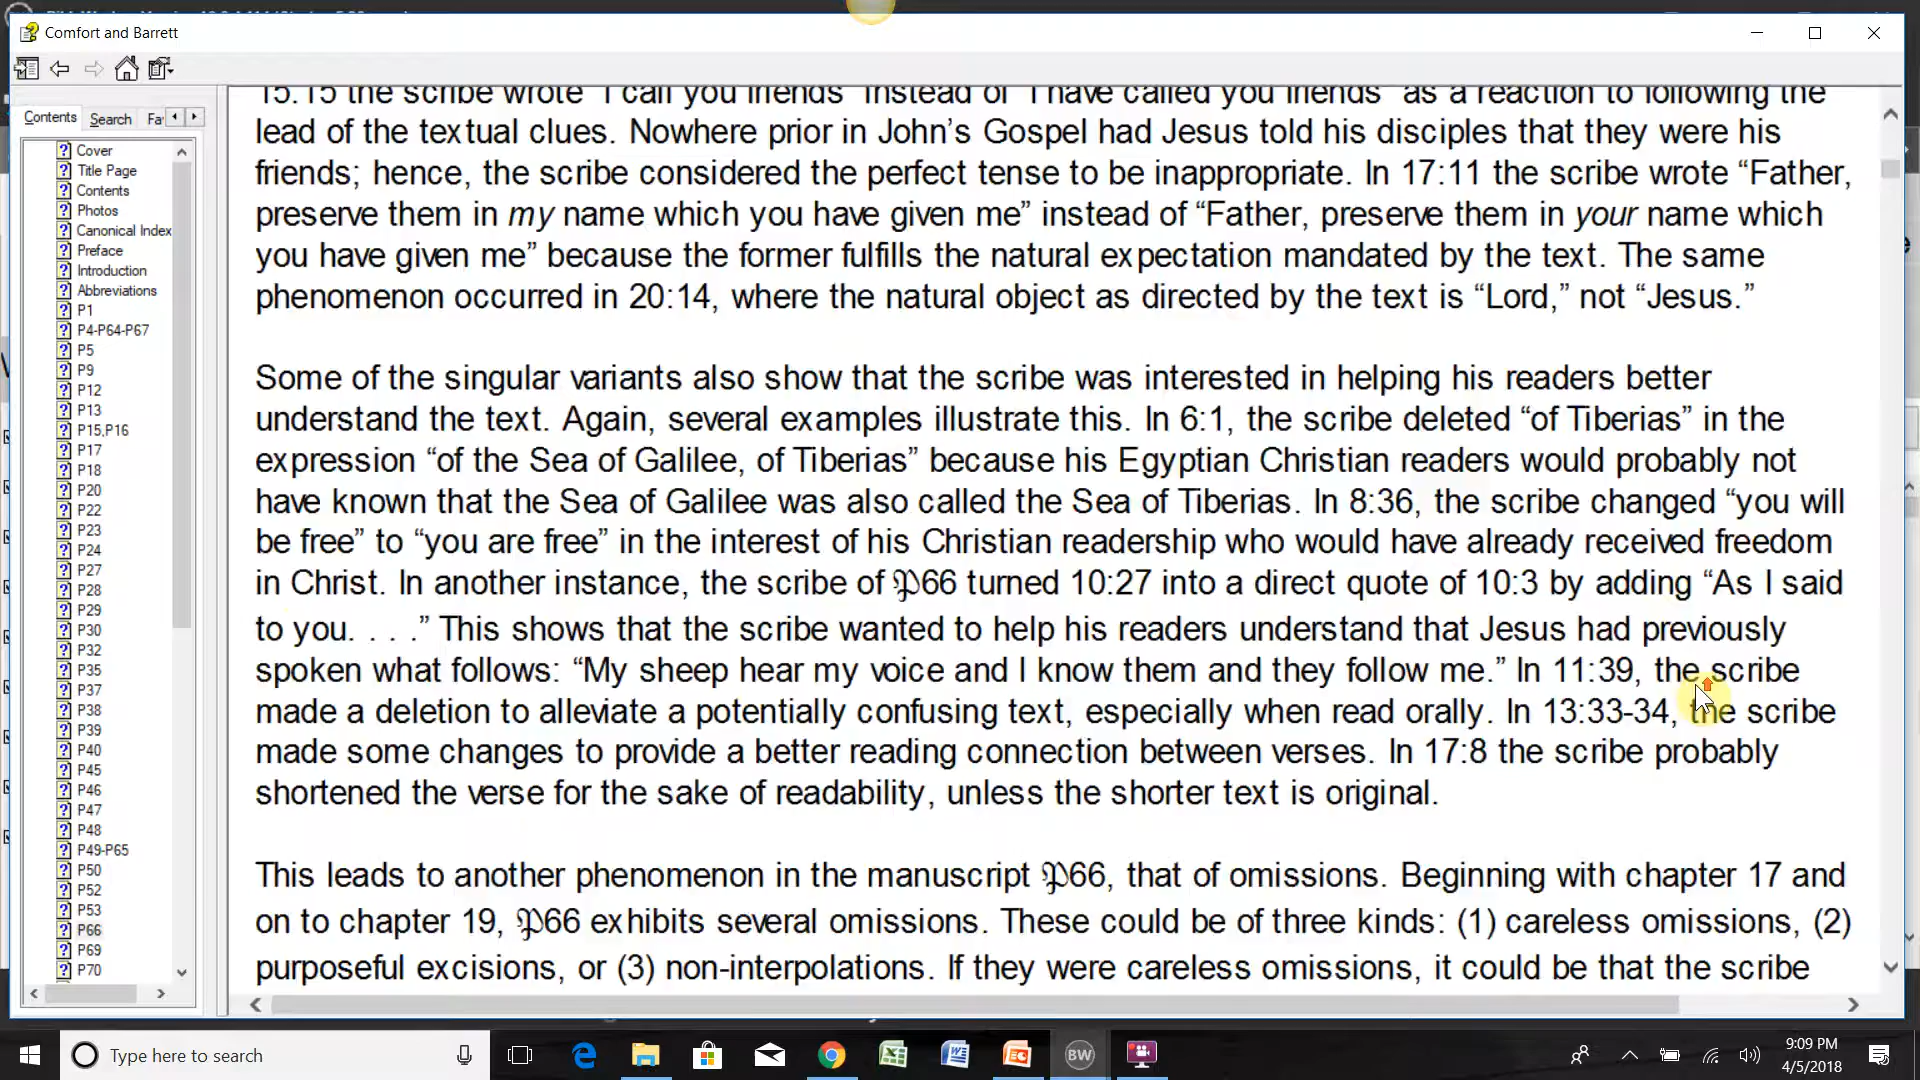 Comfort and Barrett
Contents
Search
Fa
Cover
Title Page
Contents
Photos
Canonical Index
Preface
Introduction
Abbreviations
P1
P4-P64-P67
P5
P9
P12
P13
P15,P16
P17
P18
P20
P22
P23
P24
P27
P28
P29
P30
P32
P35
P37
P38
P39
P40
P45
P46
P47
P48
P49-P65
P50
P52
P53
P66
P69
P70
15:15 the scribe wrote “I call you friends” instead of “I have called you friends” as a reaction to following the
lead of the textual clues. Nowhere prior in John’s Gospel had Jesus told his disciples that they were his
friends; hence, the scribe considered the perfect tense to be inappropriate. In 17:11 the scribe wrote “Father,
preserve them in my name which you have given me” instead of “Father, preserve them in your name which
you have given me” because the former fulfills the natural expectation mandated by the text. The same
phenomenon occurred in 20:14, where the natural object as directed by the text is “Lord,” not “Jesus.”
Some of the singular variants also show that the scribe was interested in helping his readers better
understand the text. Again, several examples illustrate this. In 6:1, the scribe deleted “of Tiberias” in the
expression “of the Sea of Galilee, of Tiberias” because his Egyptian Christian readers would probably not
have known that the Sea of Galilee was also called the Sea of Tiberias. In 8:36, the scribe changed “you will
be free” to “you are free” in the interest of his Christian readership who would have already received freedom
in Christ. In another instance, the scribe of 𝔓66 turned 10:27 into a direct quote of 10:3 by adding “As I said
to you. . . .” This shows that the scribe wanted to help his readers understand that Jesus had previously
spoken what follows: “My sheep hear my voice and I know them and they follow me.” In 11:39, the scribe
made a deletion to alleviate a potentially confusing text, especially when read orally. In 13:33-34, the scribe
made some changes to provide a better reading connection between verses. In 17:8 the scribe probably
shortened the verse for the sake of readability, unless the shorter text is original.
This leads to another phenomenon in the manuscript 𝔓66, that of omissions. Beginning with chapter 17 and
on to chapter 19, 𝔓66 exhibits several omissions. These could be of three kinds: (1) careless omissions, (2)
purposeful excisions, or (3) non-interpolations. If they were careless omissions, it could be that the scribe
Type here to search
BW
9:09 PM
4/5/2018